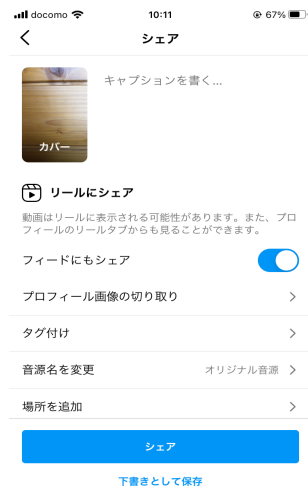 docomo 10:11 67%
シェア
キャプションを書く...
カバー
リールにシェア
動画はリールに表示される可能性があります。また、プロ
フィールのリールタブからも見ることができます。
フィードにもシェア
プロフィール画像の切り取り
タグ付け
音源名を変更 オリジナル音源
場所を追加
シェア
下書きとして保存